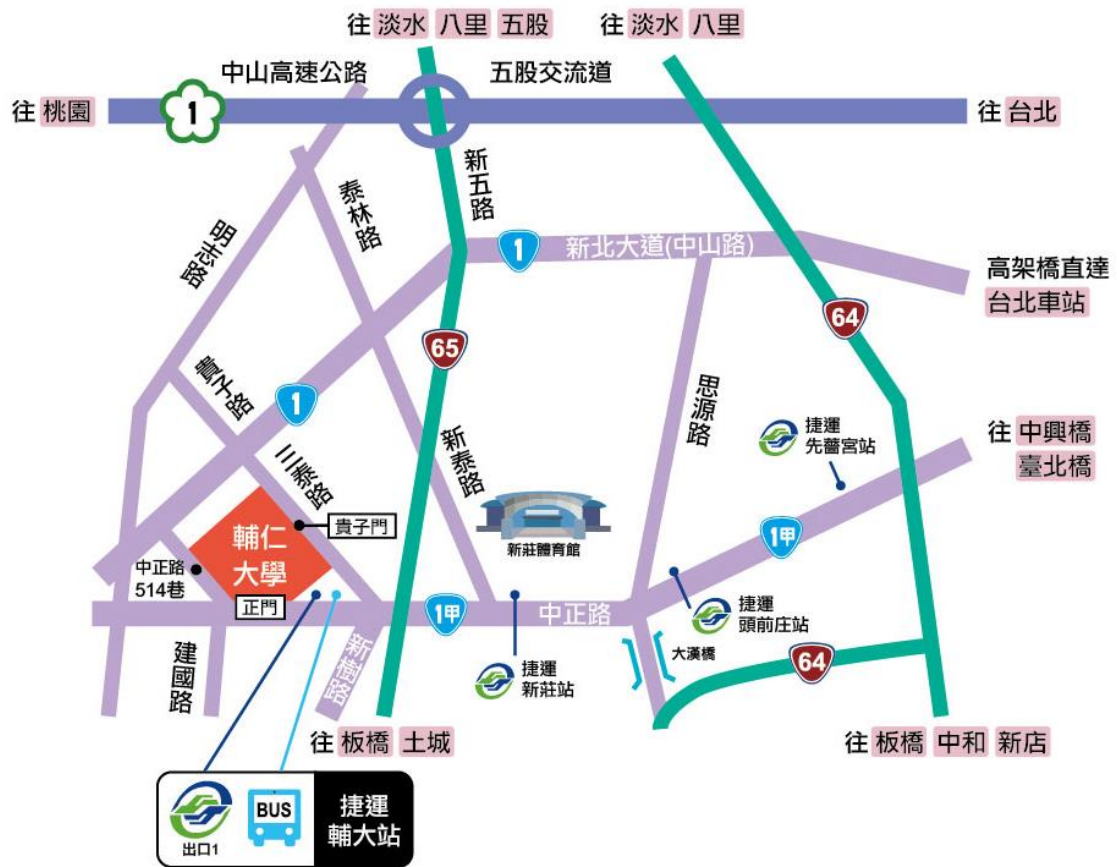 往 淡水 八里 五股
往 淡水 八里
中山高速公路
五股交流道
往 桃園
1
往 台北
新五路
泰林路
明志路
1
新北大道(中山路)
高架橋直達
台北車站
65
64
貴子路
1
思源路
捷運
先嗇宮站
往 中興橋
臺北橋
三泰路
新泰路
新莊體育館
1甲
貴子門
輔仁
大學
中正路
514巷
正門
1甲
中正路
捷運
頭前庄站
建國路
新樹路
捷運
新莊站
大漢橋
64
往 板橋 土城
往 板橋 中和 新店
出口1
BUS
捷運
輔大站